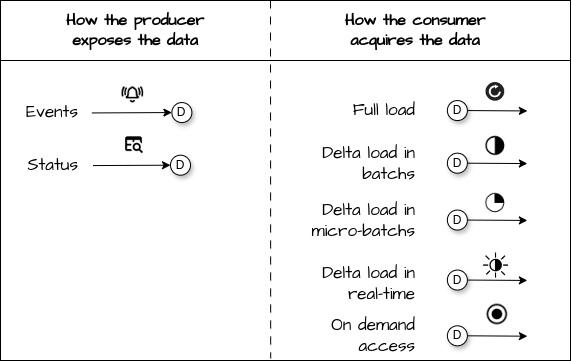 How the producer
exposes the data
How the consumer
acquires the data
Events
D
Status
D
Full load
D
Delta load in
batchs
D
Delta load in
micro-batchs
D
Delta load in
real-time
D
On demand
access
D